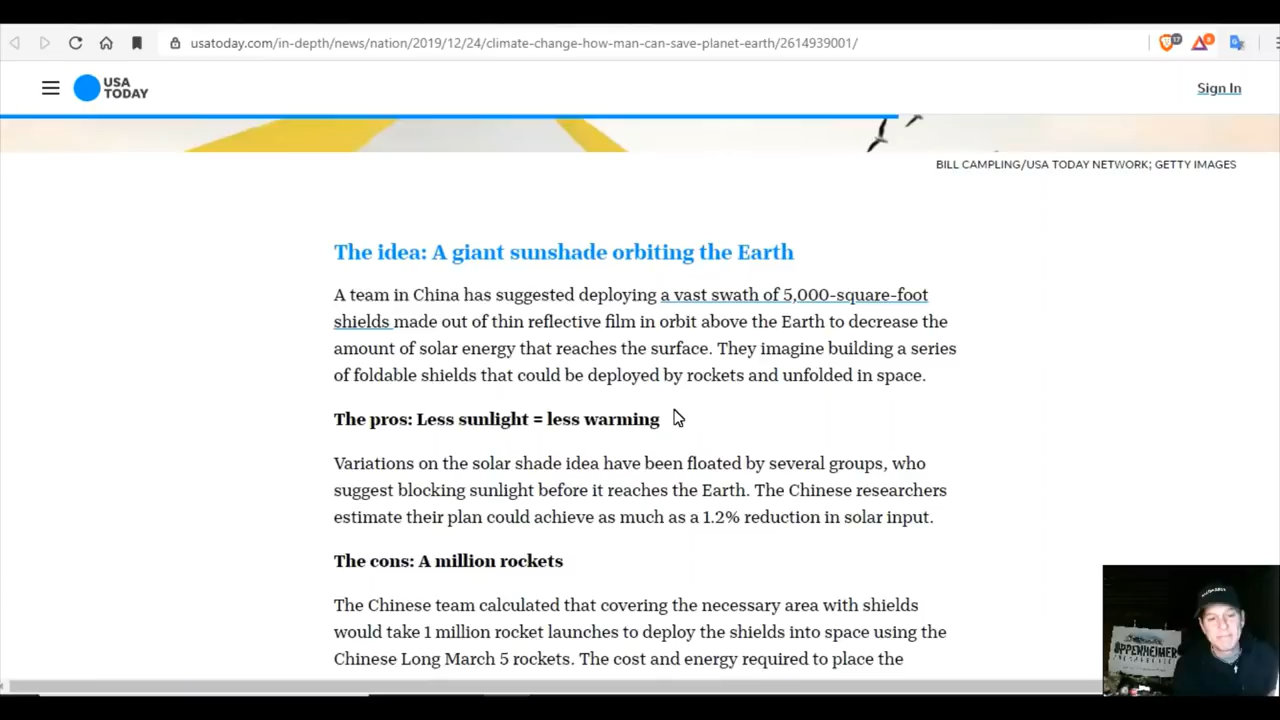 usatoday.com/in-depth/news/nation/2019/12/24/climate-change-how-man-can-save-planet-earth/2614939001/
17
8
USA
TODAY
Sign In
BILL CAMPLING/USA TODAY NETWORK; GETTY IMAGES
The idea: A giant sunshade orbiting the Earth
A team in China has suggested deploying a vast swath of 5,000-square-foot
shields made out of thin reflective film in orbit above the Earth to decrease the
amount of solar energy that reaches the surface. They imagine building a series
of foldable shields that could be deployed by rockets and unfolded in space.
The pros: Less sunlight = less warming
Variations on the solar shade idea have been floated by several groups, who
suggest blocking sunlight before it reaches the Earth. The Chinese researchers
estimate their plan could achieve as much as a 1.2% reduction in solar input.
The cons: A million rockets
The Chinese team calculated that covering the necessary area with shields
would take 1 million rocket launches to deploy the shields into space using the
Chinese Long March 5 rockets. The cost and energy required to place the
OPPENHEIMER